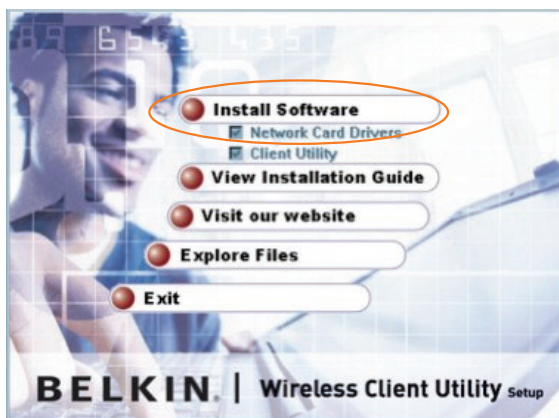 Install Software
Network Card Drivers
Client Utility
View Installation Guide
Visit our website
Explore Files
Exit
BELKIN. | Wireless Client Utility Setup